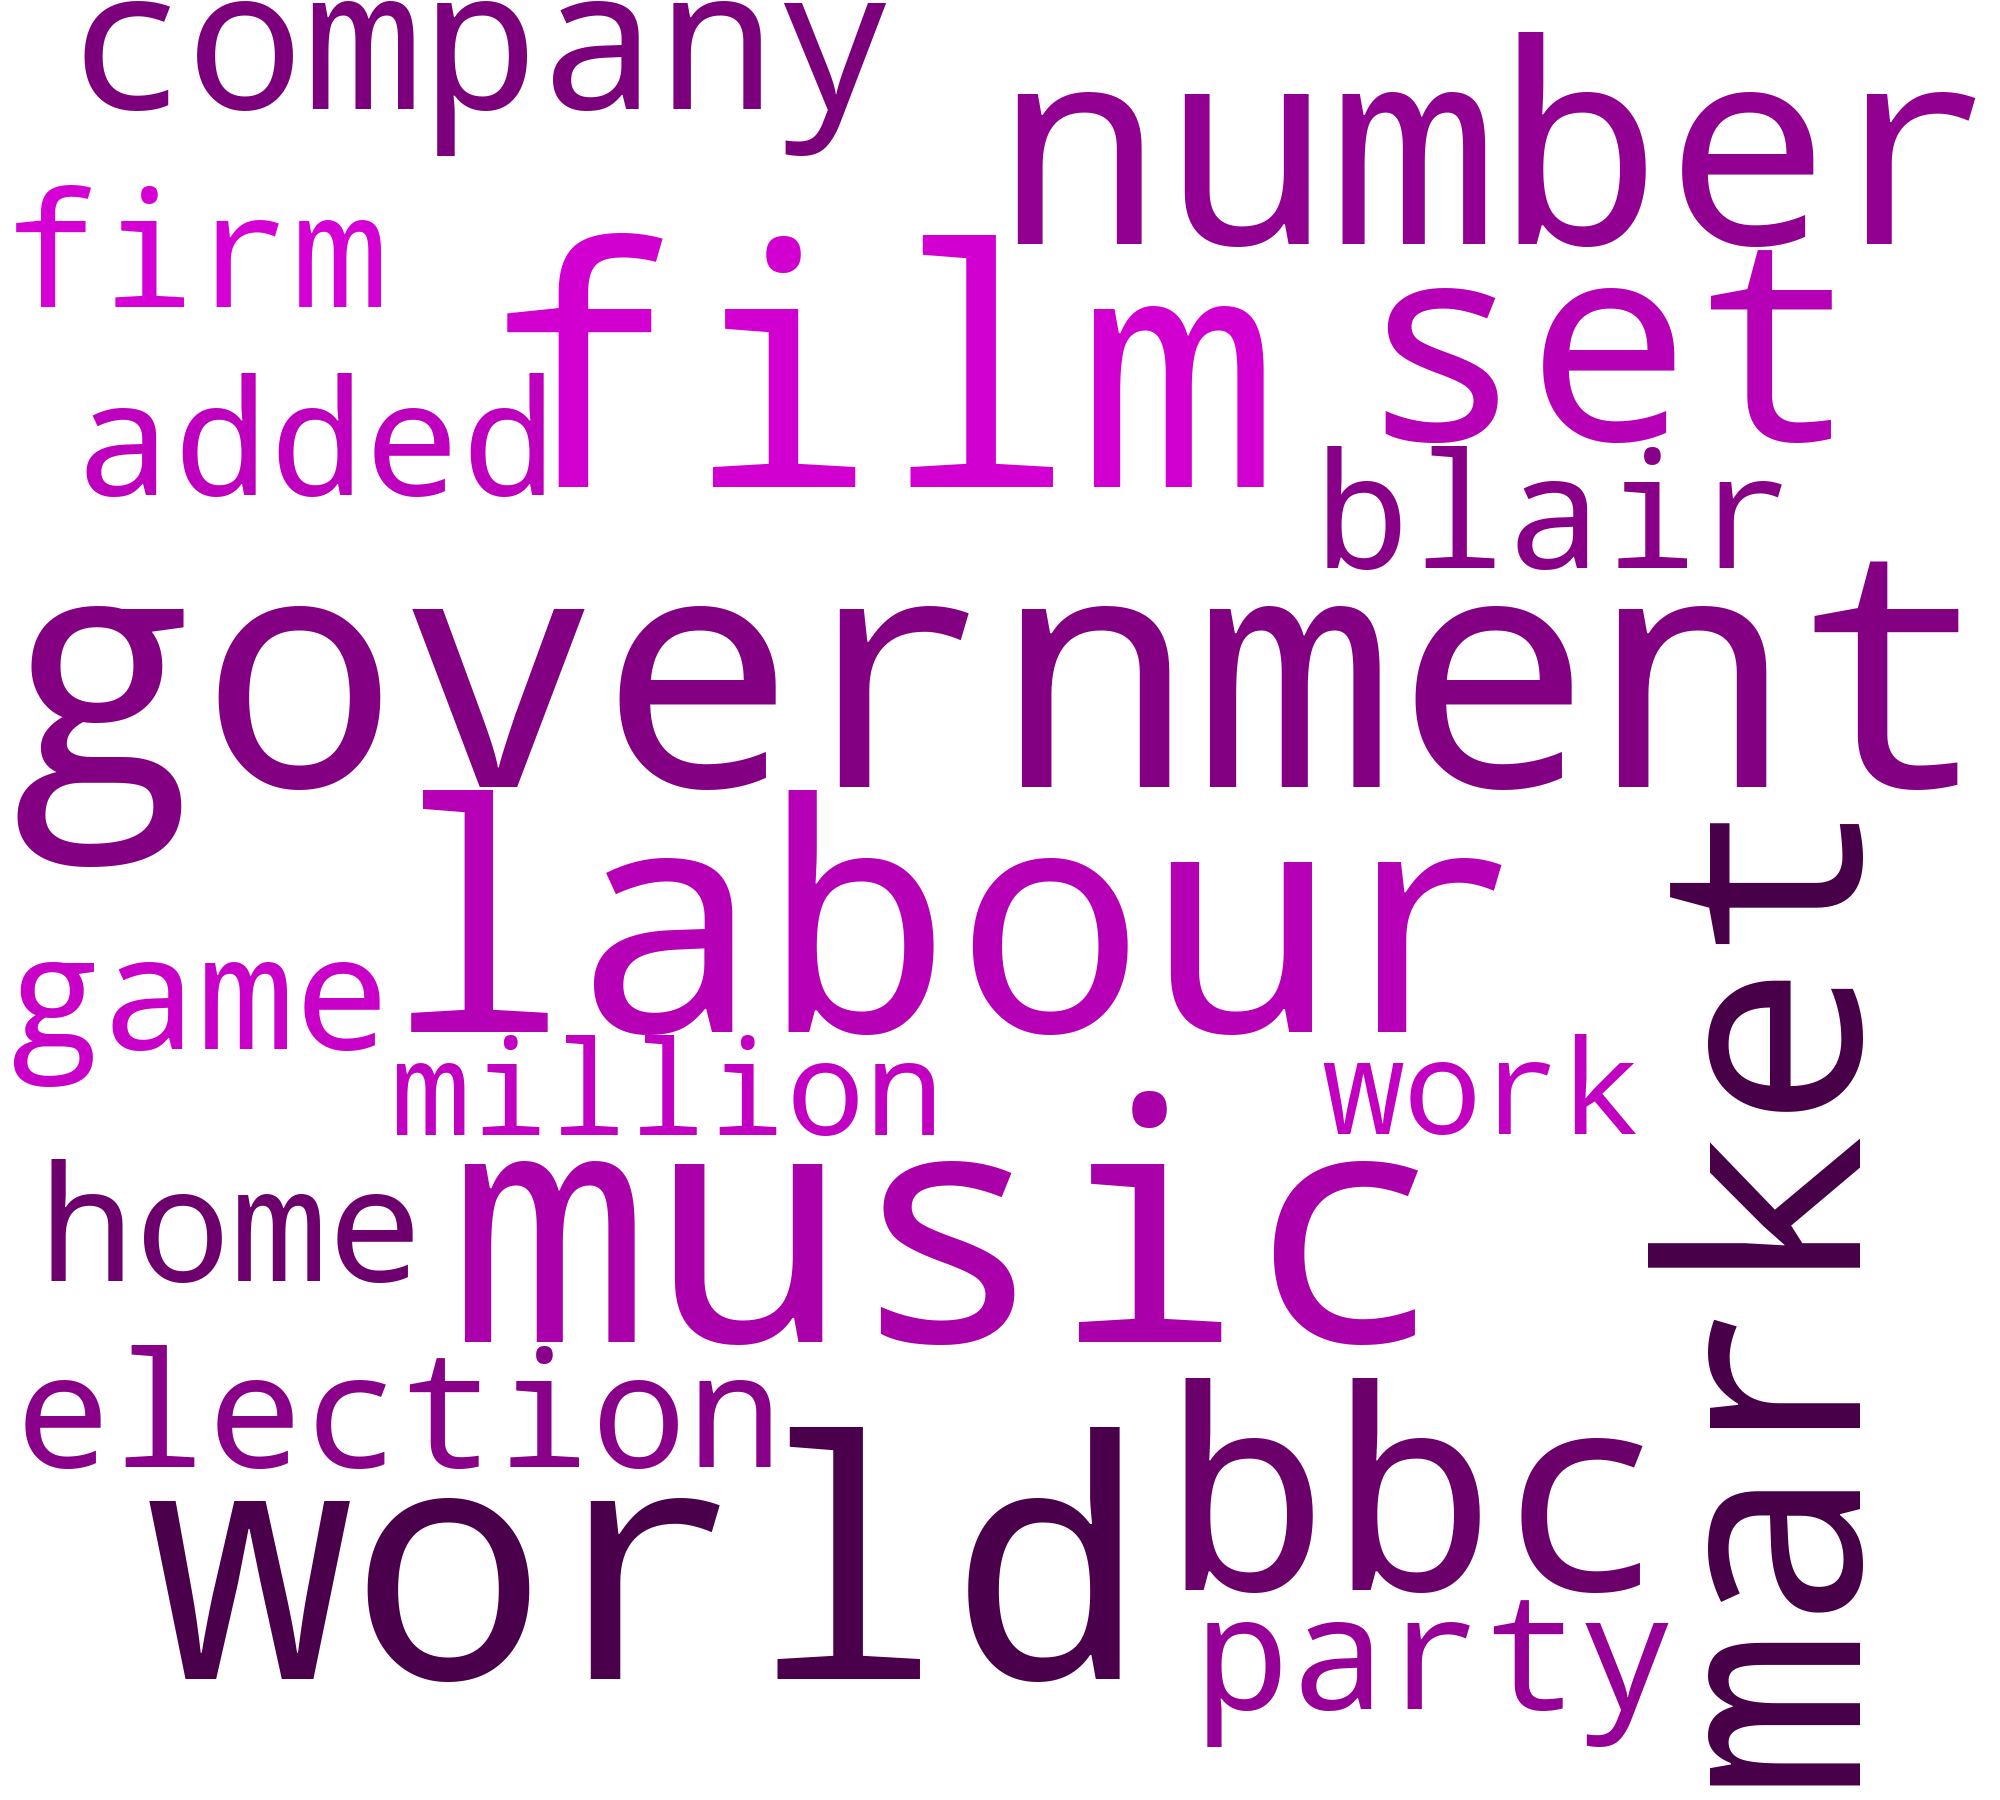 company
number
firm
film
set
added
blair
government
labour
market
game
million
work
music
home
election
world
bbc
party